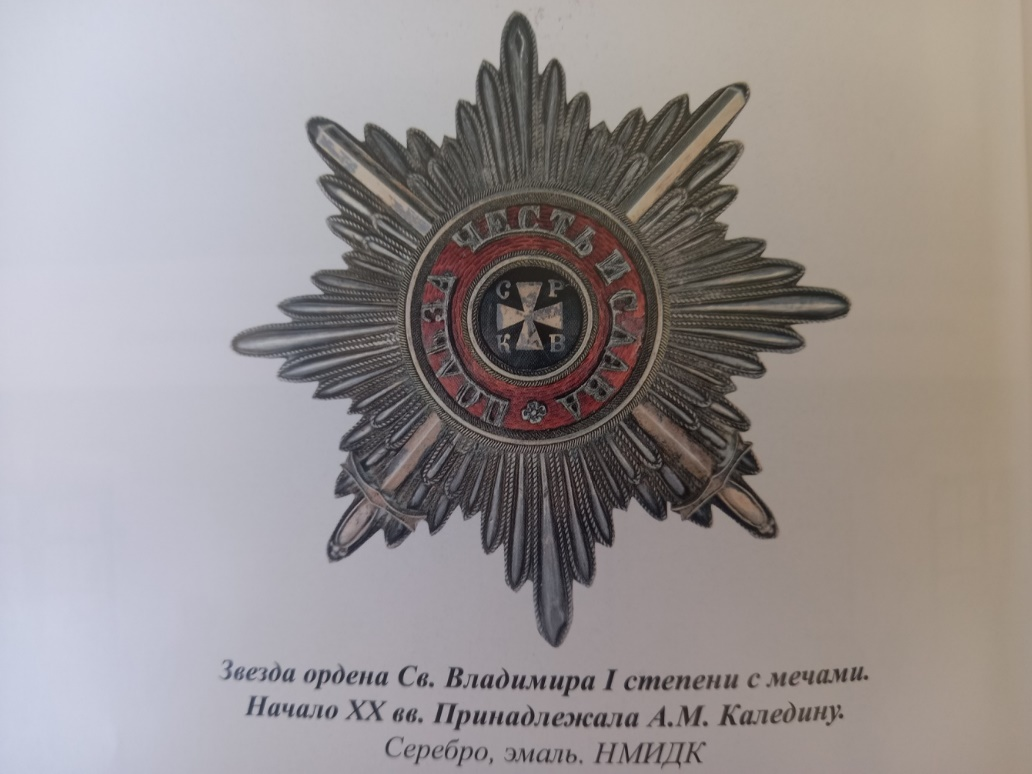 ПОЛЬЗА ЧЕСТЬ И СЛАВА
С Р
К В
Звезда ордена Св. Владимира I степени с мечами.
Начало XX вв. Принадлежала А.М. Каледину.
Серебро, эмаль. НМИДК